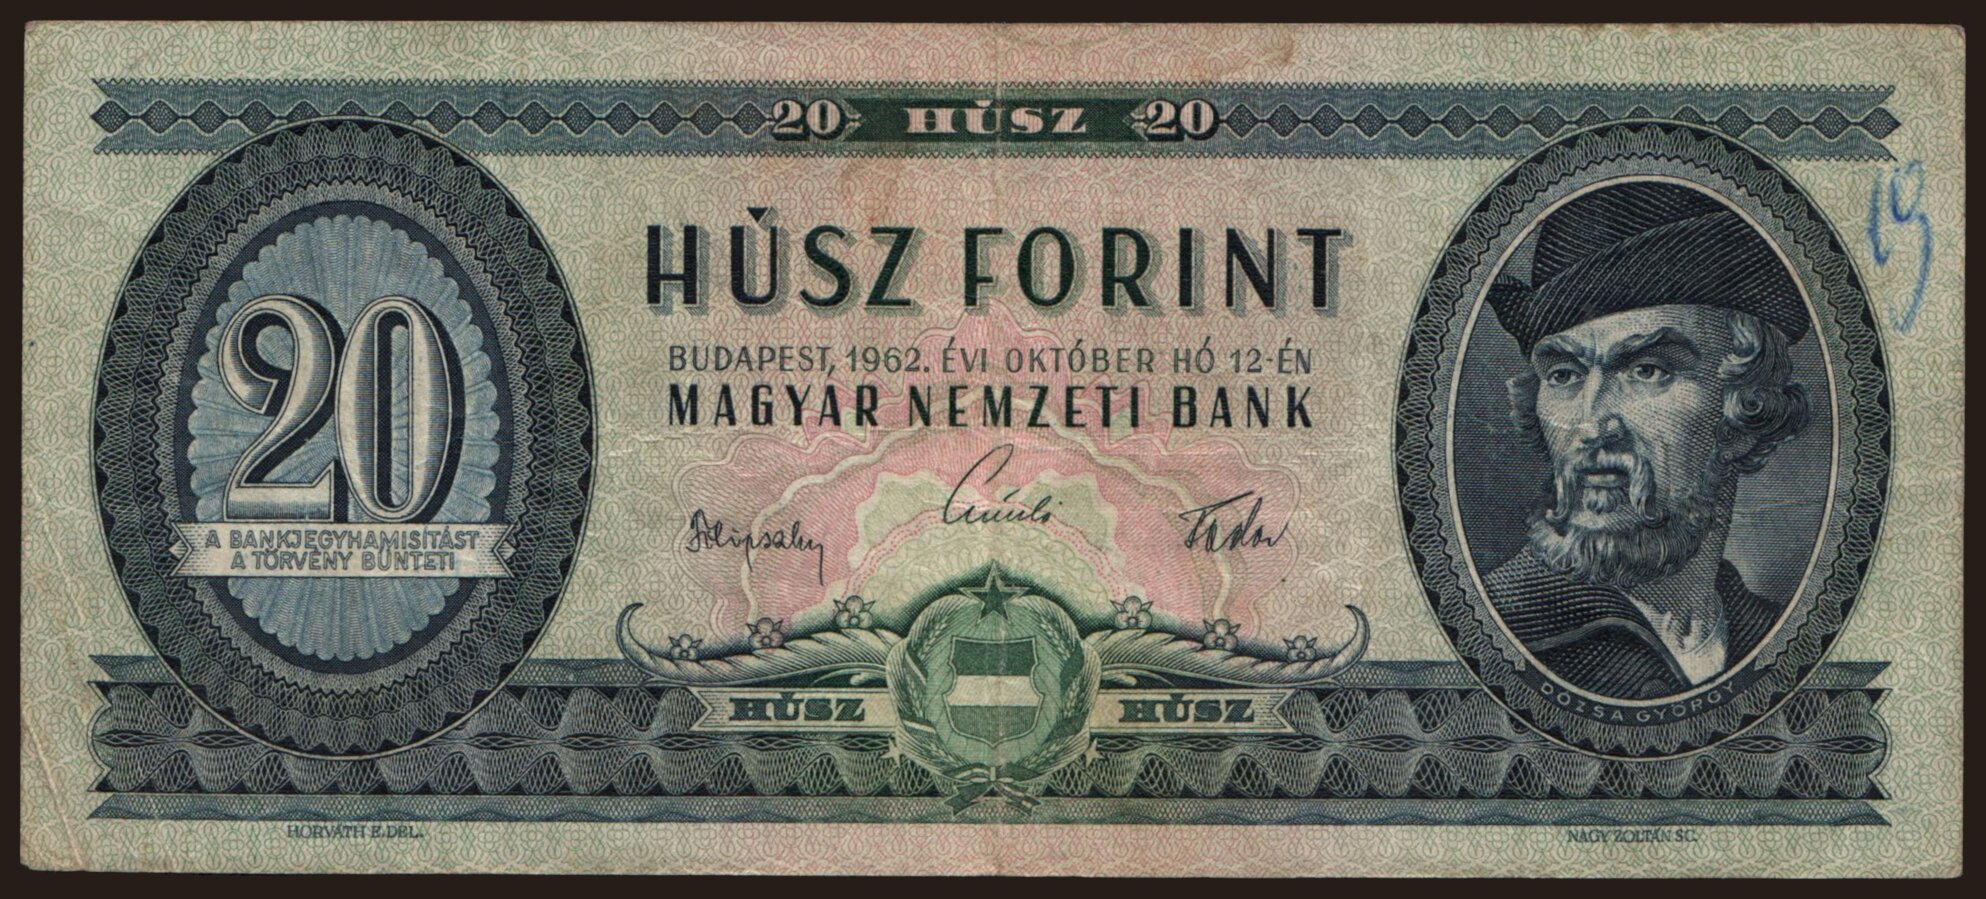 20 HÚSZ 20
HÚSZ FORINT
BUDAPEST, 1962. ÉVI OKTÓBER HÓ 12-ÉN
MAGYAR NEMZETI BANK
20
A BANKJEGYHAMISÍTÁST
A TÖRVÉNY BÜNTETI
HÚSZ HÚSZ
DÓZSA GYÖRGY
HORVÁTH E. DEL.
NAGY ZOLTÁN SC.